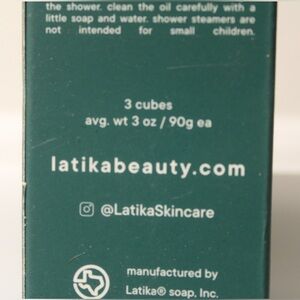 the shower. clean the oil carefully with a
little soap and water. shower steamers are
not intended for small children.
3 cubes
avg. wt 3 oz / 90g ea
latikabeauty.com
@LatikaSkincare
manufactured by
Latika® soap, Inc.